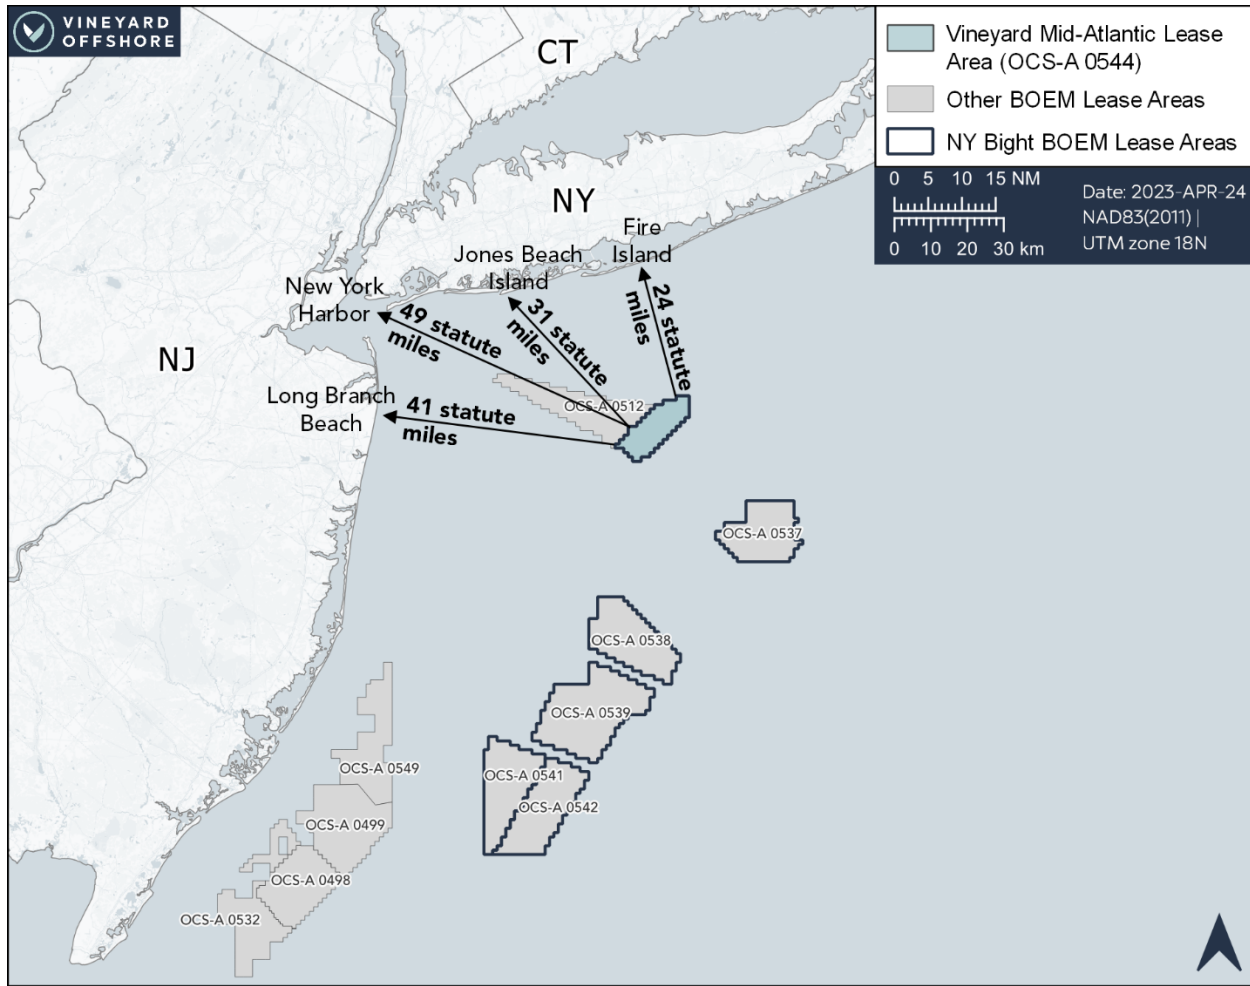 VINEYARD
OFFSHORE
Vineyard Mid-Atlantic Lease
Area (OCS-A 0544)
Other BOEM Lease Areas
NY Bight BOEM Lease Areas
0 5 10 15 NM
0 10 20 30 km
Date: 2023-APR-24
NAD83(2011) |
UTM zone 18N
CT
NY
NJ
Fire
Island
Jones Beach
Island
New York
Harbor
Long Branch
Beach
24 statute
miles
31 statute
miles
49 statute
miles
41 statute
miles
OCS-A 0512
OCS-A 0537
OCS-A 0538
OCS-A 0539
OCS-A 0541
OCS-A 0542
OCS-A 0549
OCS-A 0499
OCS-A 0498
OCS-A 0532